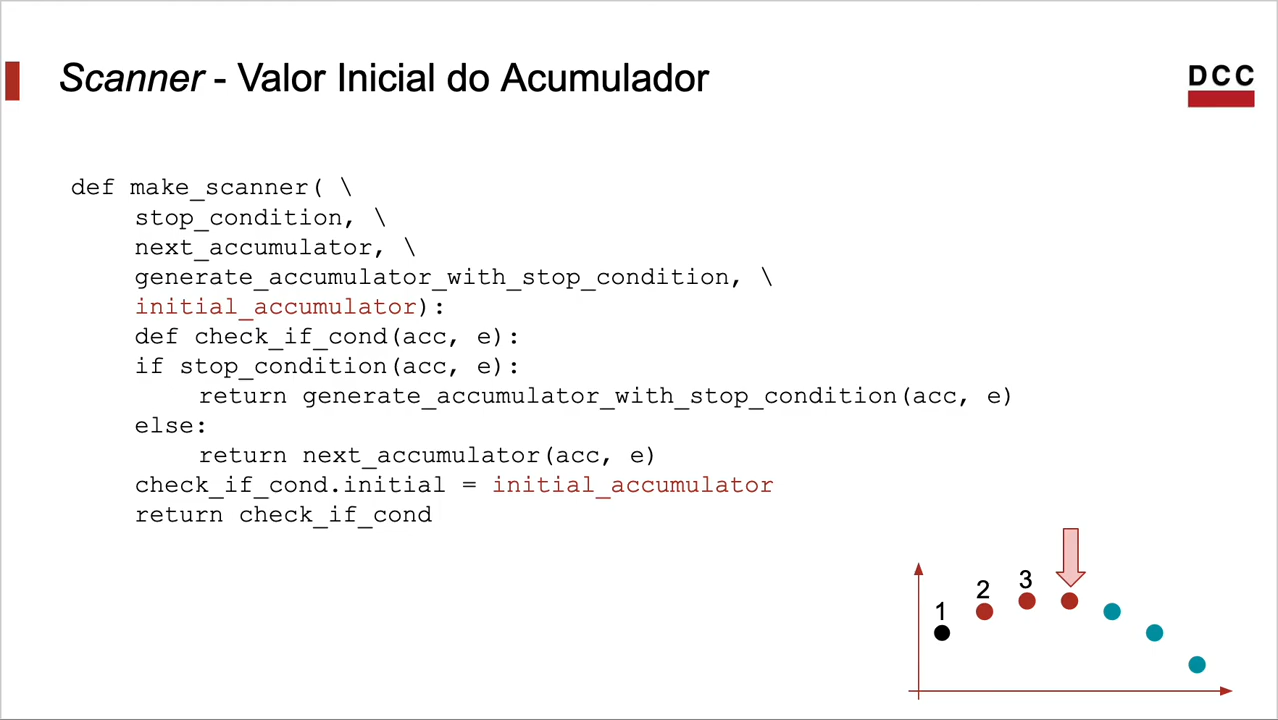 Scanner - Valor Inicial do Acumulador
DCC
def make_scanner( \
stop_condition, \
next_accumulator, \
generate_accumulator_with_stop_condition, \
initial_accumulator):
def check_if_cond(acc, e):
if stop_condition(acc, e):
return generate_accumulator_with_stop_condition(acc, e)
else:
return next_accumulator(acc, e)
check_if_cond.initial = initial_accumulator
return check_if_cond
1
2
3